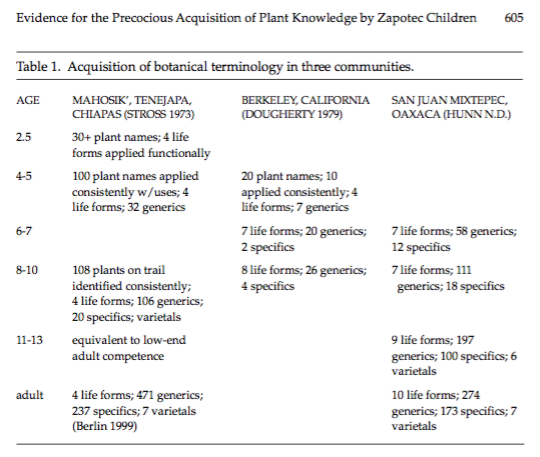 Evidence for the Precocious Acquisition of Plant Knowledge by Zapotec Children 605
Table 1. Acquisition of botanical terminology in three communities.
AGE MAHOSIK', TENEJAPA, BERKELEY, CALIFORNIA SAN JUAN MIXTEPEC,
CHIAPAS (STROSS 1973) (DOUGHERTY 1979) OAXACA (HUNN N.D.)
2.5 30+ plant names; 4 life
forms applied functionally
4-5 100 plant names applied 20 plant names; 10
consistently w/uses; 4 applied consistently; 4
life forms; 32 generics life forms; 7 generics
6-7 7 life forms; 20 generics; 7 life forms; 58 generics;
2 specifics 12 specifics
8-10 108 plants on trail 8 life forms; 26 generics; 7 life forms; 111
identified consistently; 4 specifics generics; 18 specifics
4 life forms; 106 generics;
20 specifics; varietals
11-13 equivalent to low-end 9 life forms; 197
adult competence generics; 100 specifics; 6
varietals
adult 4 life forms; 471 generics; 10 life forms; 274
237 specifics; 7 varietals generics; 173 specifics; 7
(Berlin 1999) varietals